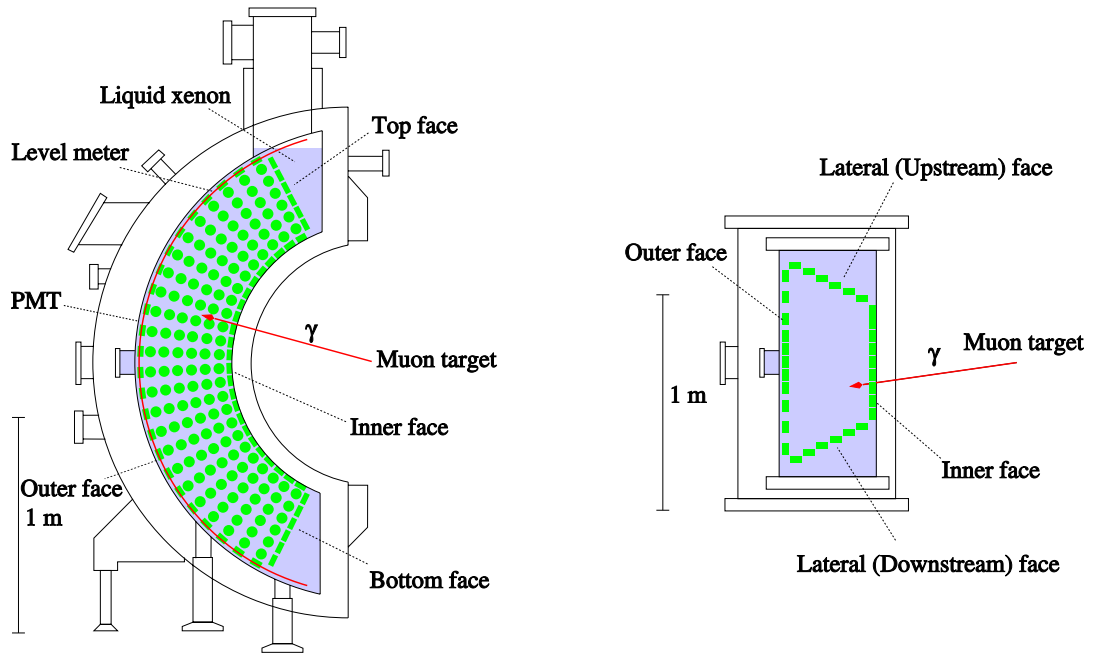 Liquid xenon
Top face
Level meter
PMT
γ
Muon target
Inner face
Outer face
1 m
Bottom face
Lateral (Upstream) face
Outer face
γ
Muon target
1 m
Inner face
Lateral (Downstream) face